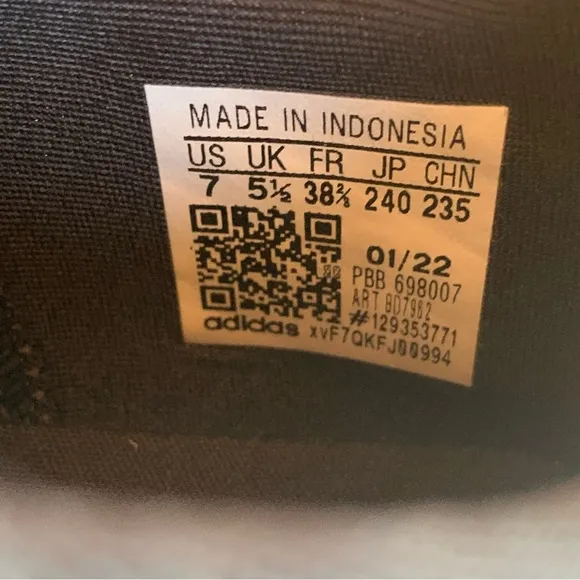 MADE IN INDONESIA
US UK FR JP CHN
7 5½ 38⅔ 240 235
01/22
PBB 698007
ART BD7962
#129353771
adidas XVF7QKFJ00994